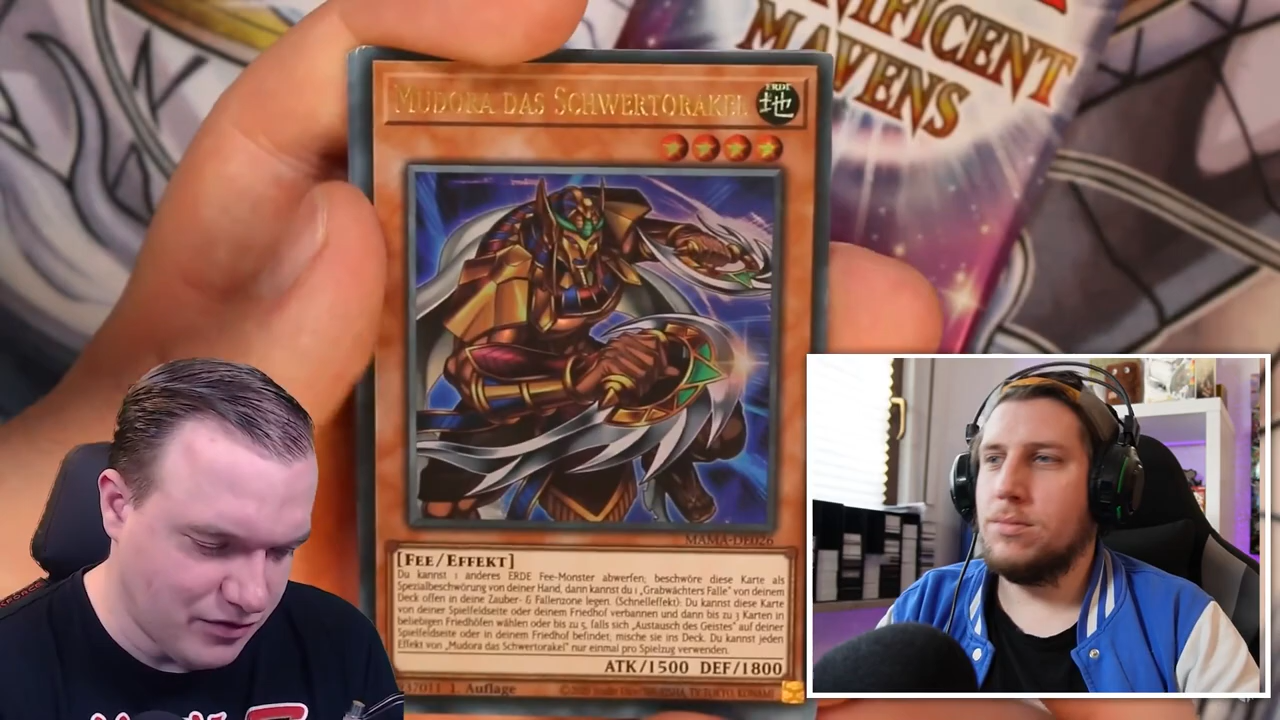 MAVENS
MUDORA DAS SCHWERTORAKEL
ERDE
地
MAMA-DE026
[FEE/EFFEKT]
Du kannst 1 anderes ERDE Fee-Monster abwerfen; beschwöre diese Karte als
Spezialbeschwörung von deiner Hand, dann kannst du 1 „Grabwächters Falle" von deinem
Deck offen in deine Zauber- & Fallenzone legen. (Schnelleffekt): Du kannst diese Karte
von deiner Spielfeldseite oder deinem Friedhof verbannen und dann bis zu 3 Karten in
beliebigen Friedhöfen wählen oder bis zu 5, falls sich „Austausch des Geistes" auf deiner
Spielfeldseite oder in deinem Friedhof befindet; mische sie ins Deck. Du kannst jeden
Effekt von „Mudora das Schwertorakel" nur einmal pro Spielzug verwenden.
ATK/1500 DEF/1800
37011 1. Auflage
KONAMI